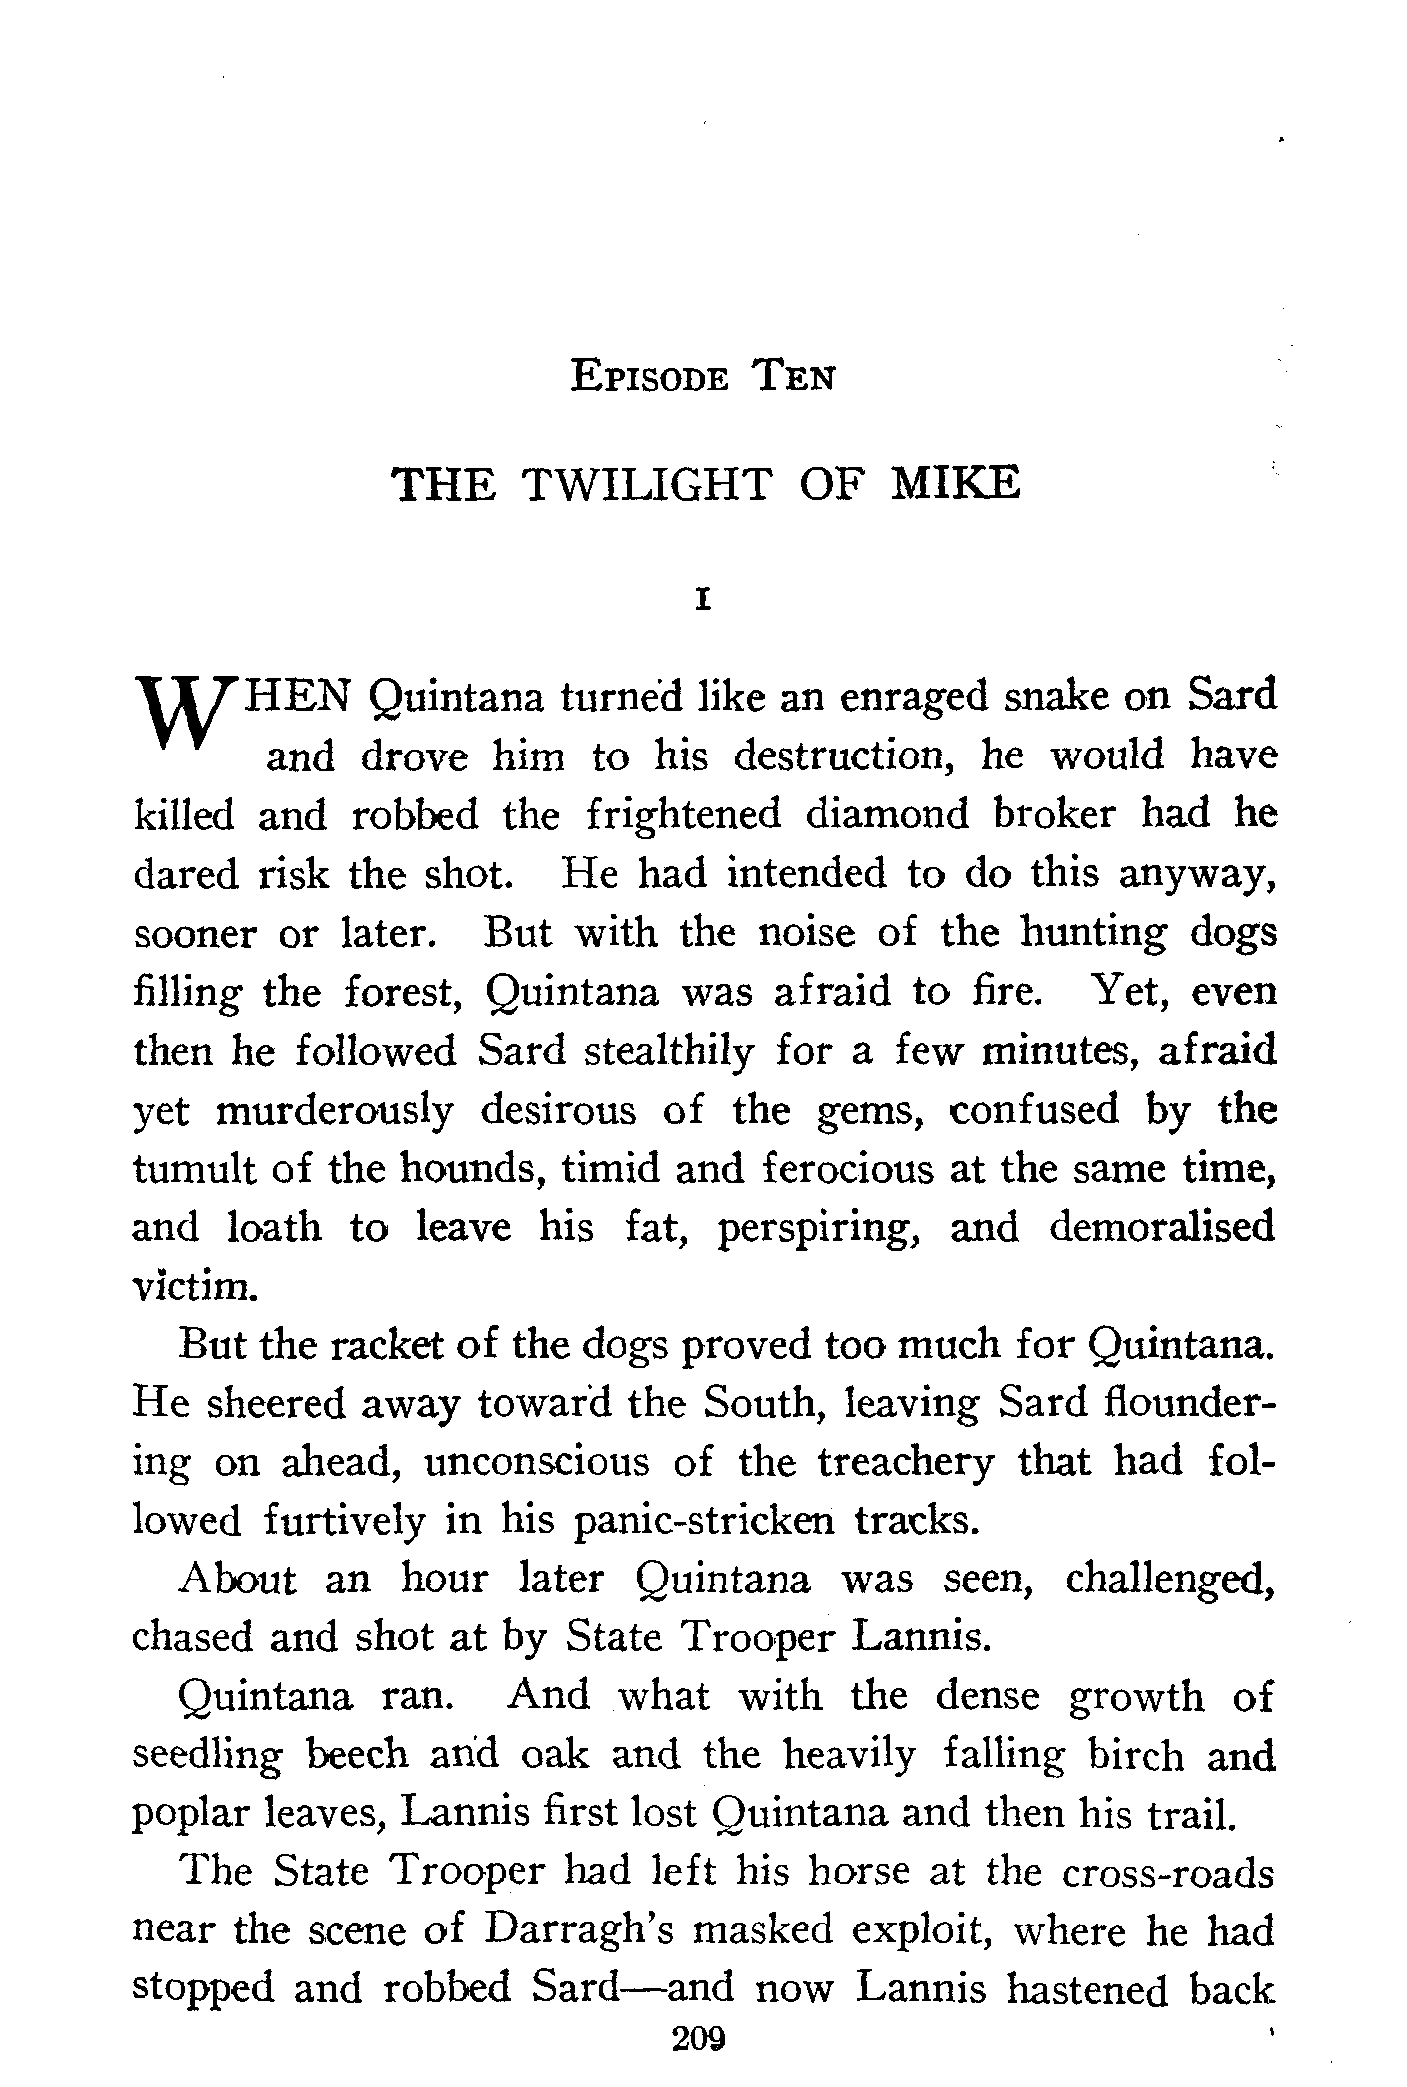 EPISODE TEN
THE TWILIGHT OF MIKE
I
WHEN Quintana turned like an enraged snake on Sard
and drove him to his destruction, he would have
killed and robbed the frightened diamond broker had he
dared risk the shot. He had intended to do this anyway,
sooner or later. But with the noise of the hunting dogs
filling the forest, Quintana was afraid to fire. Yet, even
then he followed Sard stealthily for a few minutes, afraid
yet murderously desirous of the gems, confused by the
tumult of the hounds, timid and ferocious at the same time,
and loath to leave his fat, perspiring, and demoralised
victim.
But the racket of the dogs proved too much for Quintana.
He sheered away toward the South, leaving Sard flounder-
ing on ahead, unconscious of the treachery that had fol-
lowed furtively in his panic-stricken tracks.
About an hour later Quintana was seen, challenged,
chased and shot at by State Trooper Lannis.
Quintana ran. And what with the dense growth of
seedling beech and oak and the heavily falling birch and
poplar leaves, Lannis first lost Quintana and then his trail.
The State Trooper had left his horse at the cross-roads
near the scene of Darragh's masked exploit, where he had
stopped and robbed Sard—and now Lannis hastened back
209